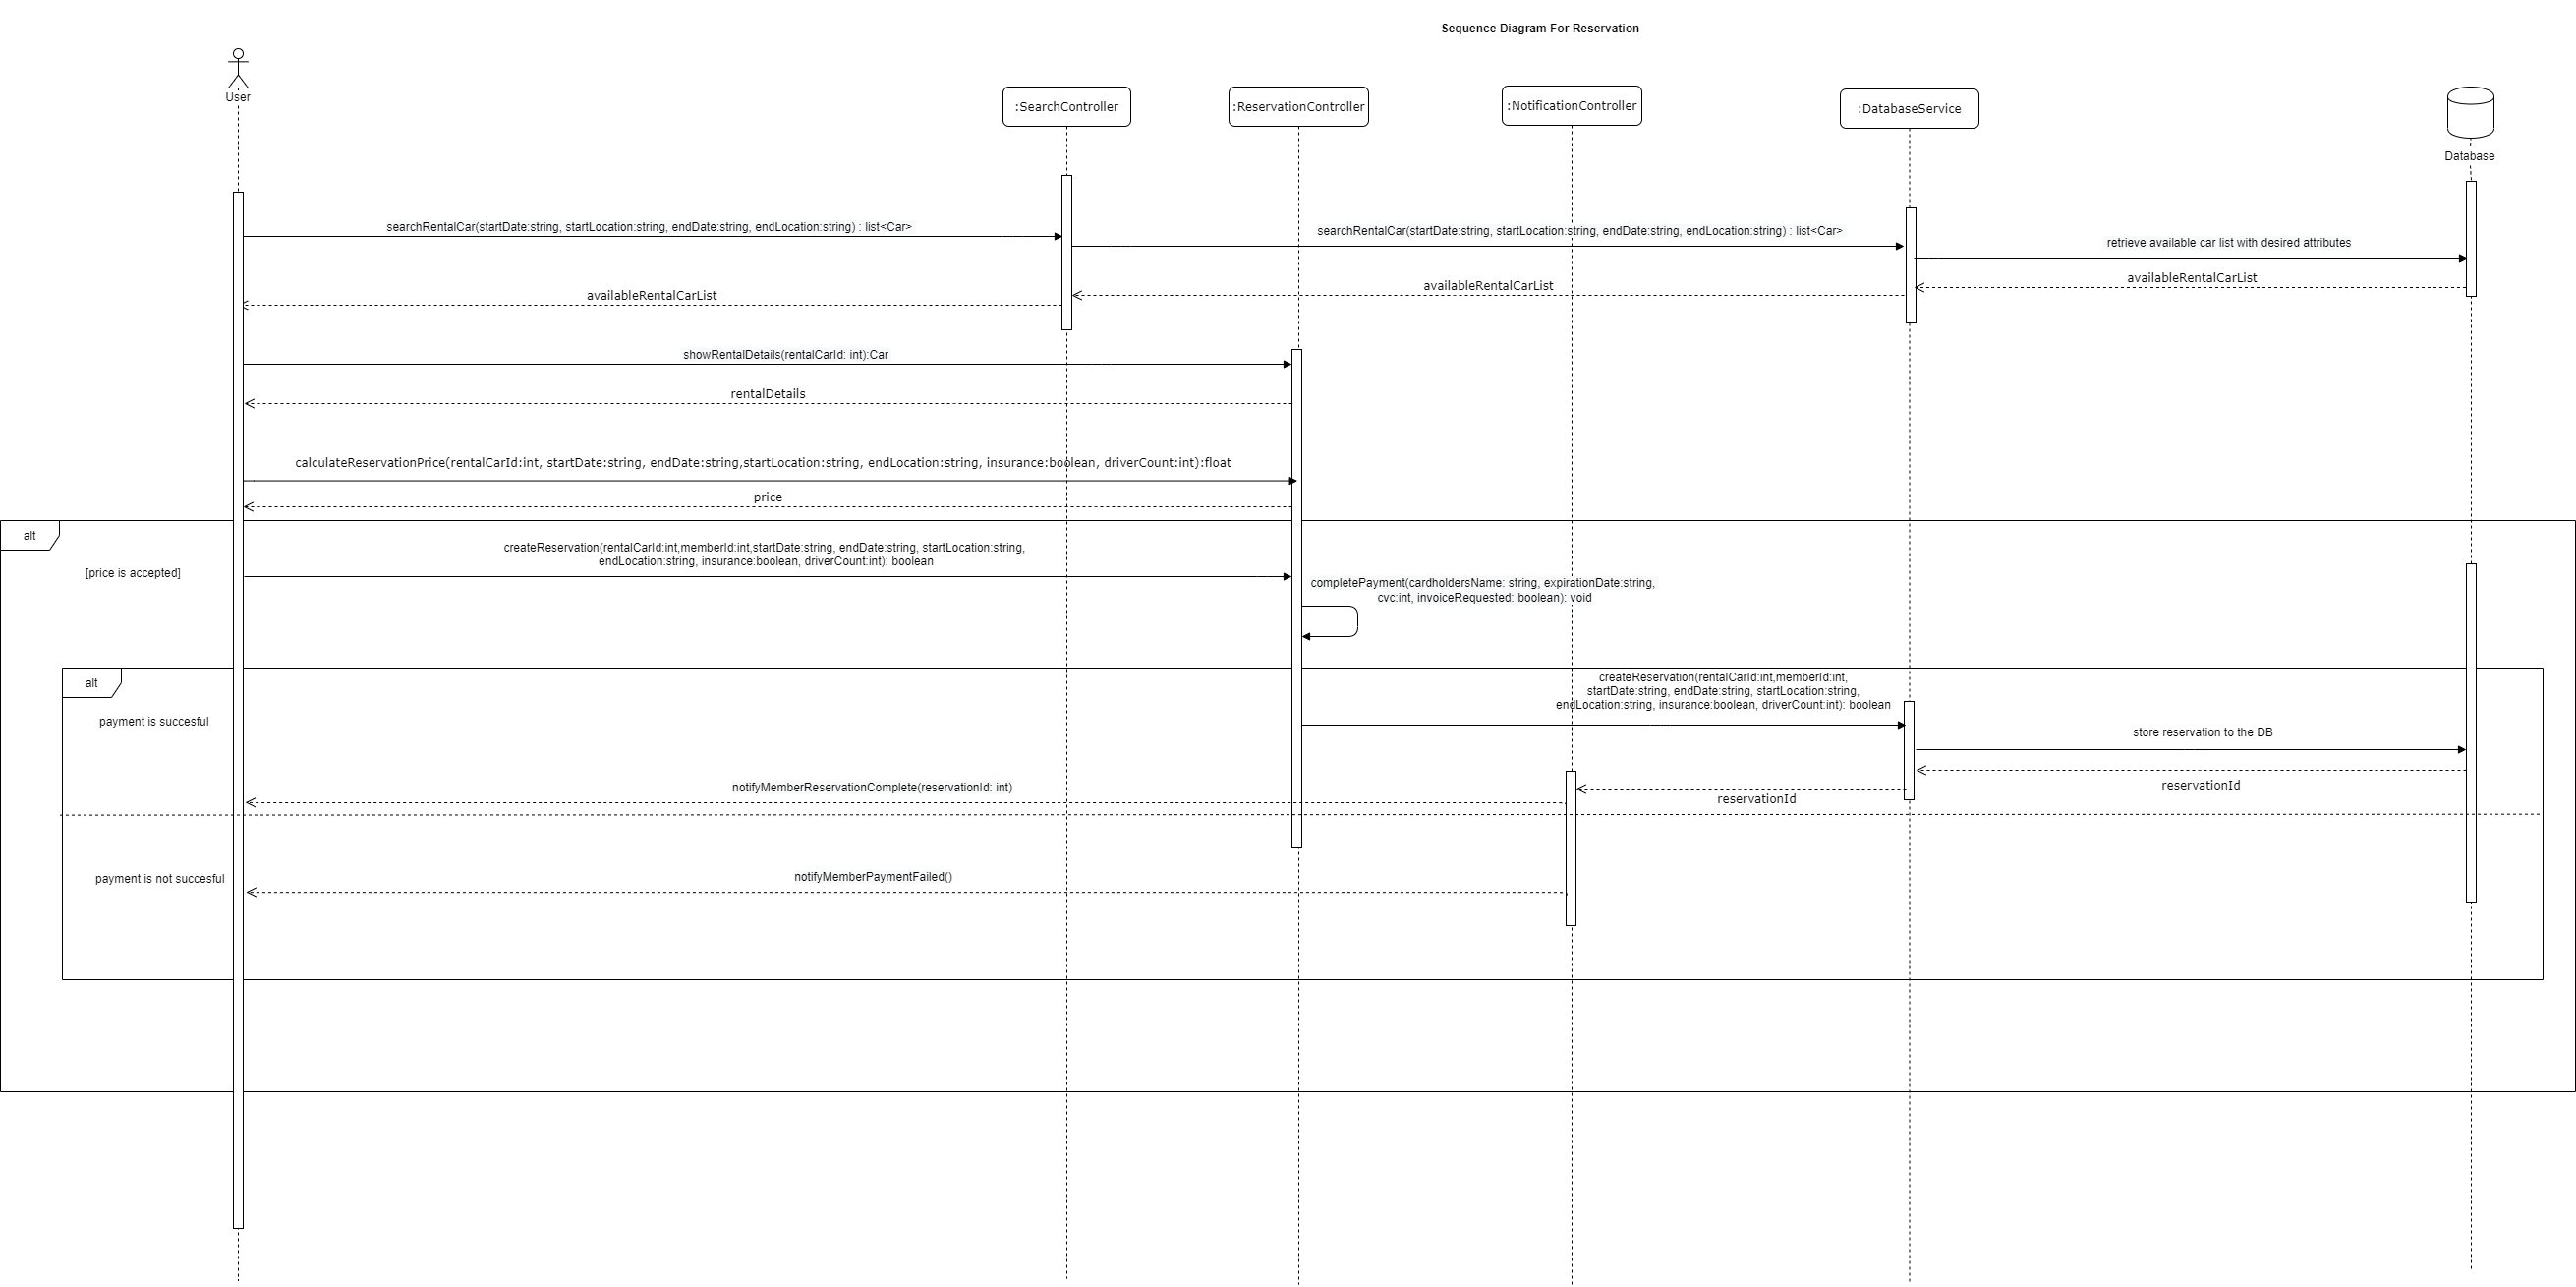 Sequence Diagram For Reservation
User
:SearchController
:ReservationController
:NotificationController
:DatabaseService
Database
searchRentalCar(startDate:string, startLocation:string, endDate:string, endLocation:string) : list<Car>
searchRentalCar(startDate:string, startLocation:string, endDate:string, endLocation:string) : list<Car>
retrieve available car list with desired attributes
availableRentalCarList
availableRentalCarList
availableRentalCarList
showRentalDetails(rentalCarId: int):Car
rentalDetails
calculateReservationPrice(rentalCarId:int, startDate:string, endDate:string,startLocation:string, endLocation:string, insurance:boolean, driverCount:int):float
price
alt
[price is accepted]
createReservation(rentalCarId:int,memberId:int,startDate:string, endDate:string, startLocation:string,
endLocation:string, insurance:boolean, driverCount:int): boolean
completePayment(cardholdersName: string, expirationDate:string,
cvc:int, invoiceRequested: boolean): void
alt
payment is succesful
createReservation(rentalCarId:int,memberId:int,
startDate:string, endDate:string, startLocation:string,
endLocation:string, insurance:boolean, driverCount:int): boolean
store reservation to the DB
reservationId
reservationId
notifyMemberReservationComplete(reservationId: int)
payment is not succesful
notifyMemberPaymentFailed()